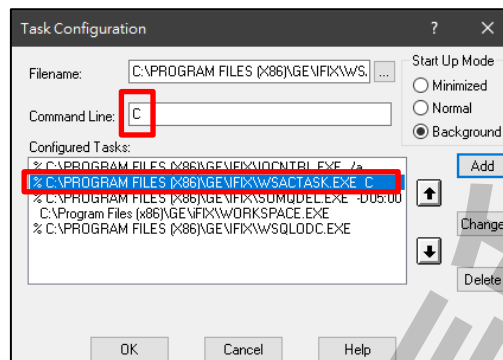 Task Configuration ? ✕
Filename: C:\PROGRAM FILES (X86)\GE\IFIX\WS. ...
Command Line: C
Start Up Mode
Minimized
Normal
Background
Configured Tasks:
% C:\PROGRAM FILES (X86)\GE\IFIX\IOCNTRL.EXE /a
% C:\PROGRAM FILES (X86)\GE\IFIX\WSACTASK.EXE C
% C:\PROGRAM FILES (X86)\GE\IFIX\SUMQDEL.EXE -D05:00
C:\Program Files (x86)\GE\iFIX\WORKSPACE.EXE
% C:\PROGRAM FILES (X86)\GE\IFIX\WSQLODC.EXE
Add
Change
Delete
OK Cancel Help